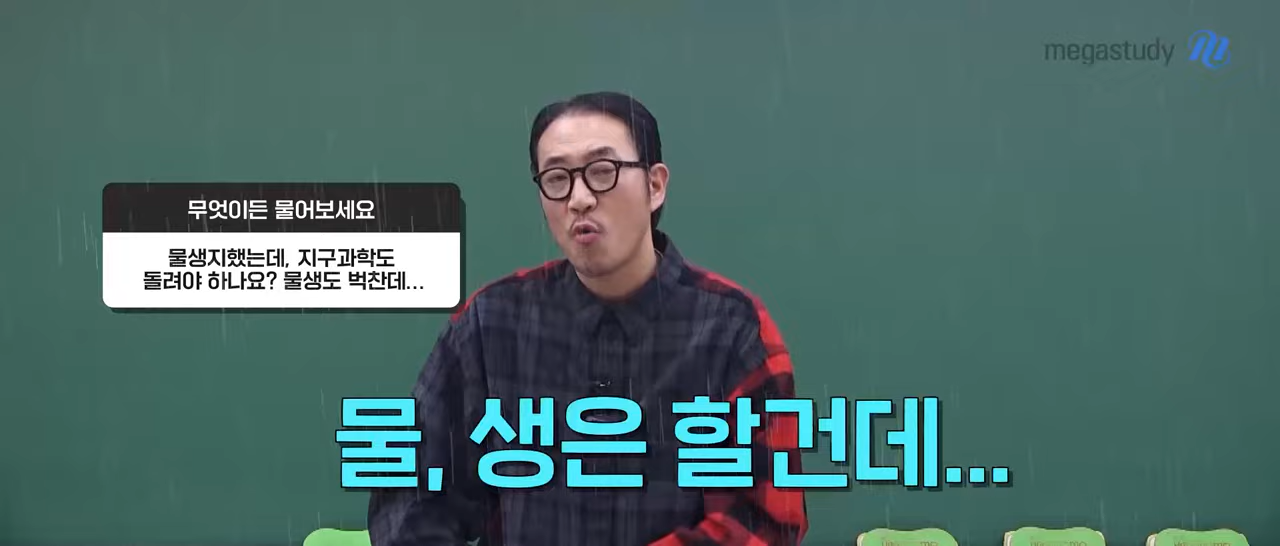 megastudy
무엇이든 물어보세요
물생지했는데, 지구과학도
돌려야 하나요? 물생도 벅찬데...
물, 생은 할건데...